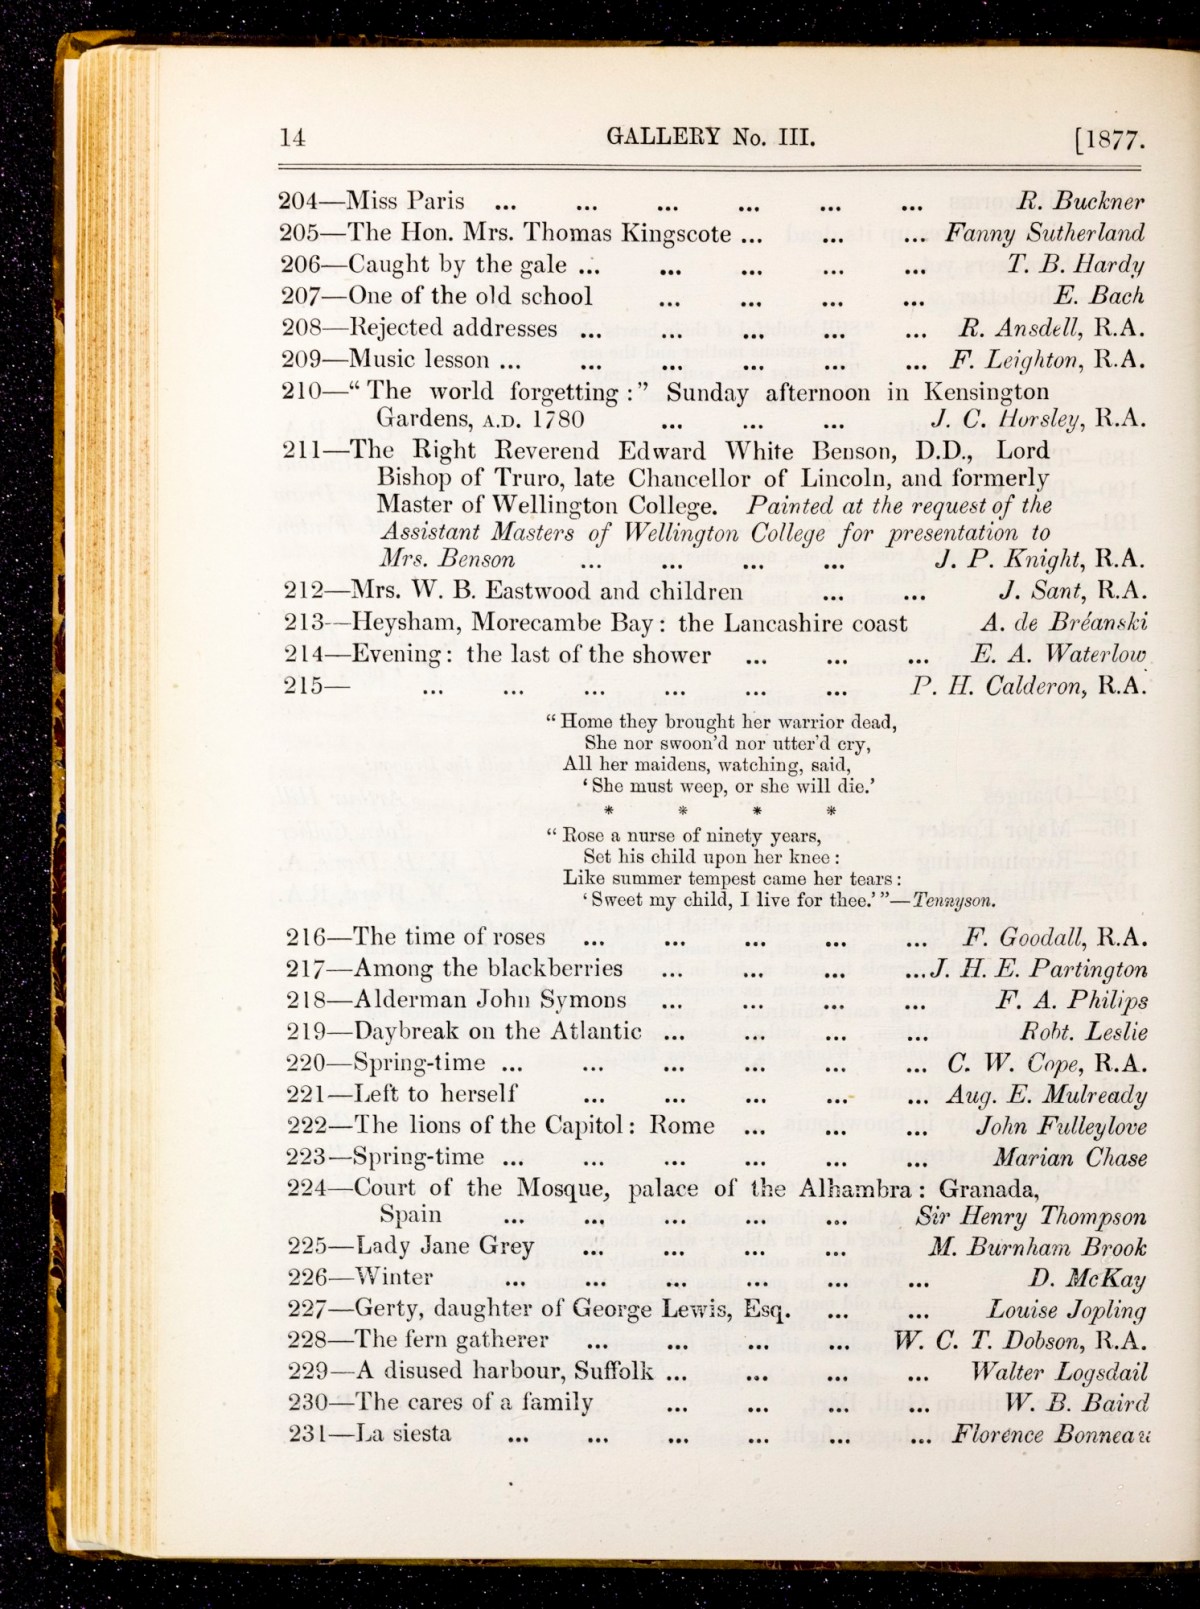 14 GALLERY No. III. [1877.
204—Miss Paris ... ... ... ... ... ... R. Buckner
205—The Hon. Mrs. Thomas Kingscote ... ... ... Fanny Sutherland
206—Caught by the gale ... ... ... ... ... T. B. Hardy
207—One of the old school ... ... ... ... E. Bach
208—Rejected addresses ... ... ... ... ... R. Ansdell, R.A.
209—Music lesson ... ... ... ... ... ... F. Leighton, R.A.
210—“The world forgetting:” Sunday afternoon in Kensington
Gardens, A.D. 1780 ... ... ... J. C. Horsley, R.A.
211—The Right Reverend Edward White Benson, D.D., Lord
Bishop of Truro, late Chancellor of Lincoln, and formerly
Master of Wellington College. Painted at the request of the
Assistant Masters of Wellington College for presentation to
Mrs. Benson ... ... ... ... J. P. Knight, R.A.
212—Mrs. W. B. Eastwood and children ... ... J. Sant, R.A.
213—Heysham, Morecambe Bay: the Lancashire coast A. de Bréanski
214—Evening: the last of the shower ... ... ... E. A. Waterlow
215— ... ... ... ... ... ... P. H. Calderon, R.A.
“Home they brought her warrior dead,
She nor swoon’d nor utter’d cry,
All her maidens, watching, said,
‘She must weep, or she will die.’
* * * *
“Rose a nurse of ninety years,
Set his child upon her knee:
Like summer tempest came her tears:
‘Sweet my child, I live for thee.’”—Tennyson.
216—The time of roses ... ... ... ... ... F. Goodall, R.A.
217—Among the blackberries ... ... ... ... J. H. E. Partington
218—Alderman John Symons ... ... ... ... F. A. Philips
219—Daybreak on the Atlantic ... ... ... ... Robt. Leslie
220—Spring-time ... ... ... ... ... ... C. W. Cope, R.A.
221—Left to herself ... ... ... ... ... Aug. E. Mulready
222—The lions of the Capitol: Rome ... ... ... John Fulleylove
223—Spring-time ... ... ... ... ... ... Marian Chase
224—Court of the Mosque, palace of the Alhambra: Granada,
Spain ... ... ... ... ... Sir Henry Thompson
225—Lady Jane Grey ... ... ... ... M. Burnham Brook
226—Winter ... ... ... ... ... ... D. McKay
227—Gerty, daughter of George Lewis, Esq. ... ... Louise Jopling
228—The fern gatherer ... ... ... ... W. C. T. Dobson, R.A.
229—A disused harbour, Suffolk ... ... ... ... Walter Logsdail
230—The cares of a family ... ... ... ... W. B. Baird
231—La siesta ... ... ... ... ... ... Florence Bonneau